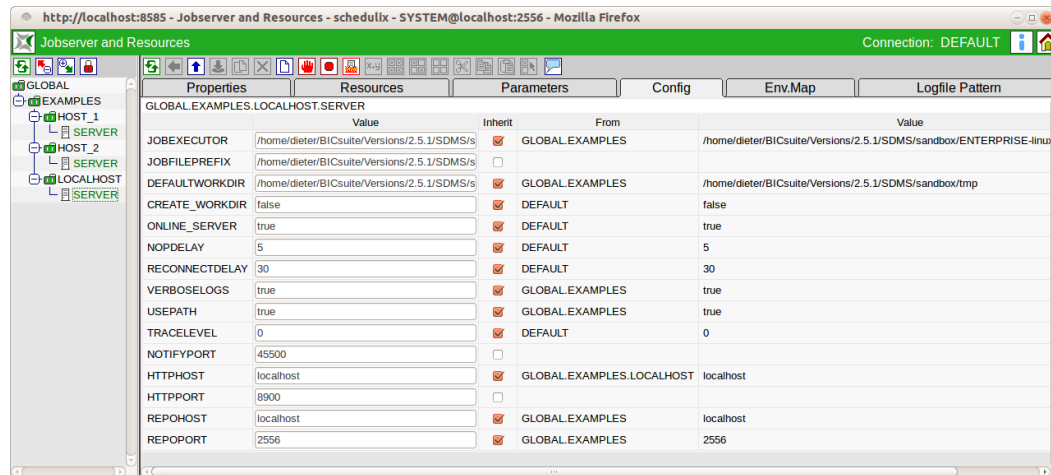 http://localhost:8585 - Jobserver and Resources - schedulix - SYSTEM@localhost:2556 - Mozilla Firefox
Jobserver and Resources Connection: DEFAULT
GLOBAL
EXAMPLES
HOST_1
SERVER
HOST_2
SERVER
LOCALHOST
SERVER
Properties Resources Parameters Config Env.Map Logfile Pattern
GLOBAL.EXAMPLES.LOCALHOST.SERVER
Value Inherit From Value
JOBEXECUTOR /home/dieter/BICsuite/Versions/2.5.1/SDMS/s GLOBAL.EXAMPLES /home/dieter/BICsuite/Versions/2.5.1/SDMS/sandbox/ENTERPRISE-linux
JOBFILEPREFIX /home/dieter/BICsuite/Versions/2.5.1/SDMS/s
DEFAULTWORKDIR /home/dieter/BICsuite/Versions/2.5.1/SDMS/s GLOBAL.EXAMPLES /home/dieter/BICsuite/Versions/2.5.1/SDMS/sandbox/tmp
CREATE_WORKDIR false DEFAULT false
ONLINE_SERVER true DEFAULT true
NOPDELAY 5 DEFAULT 5
RECONNECTDELAY 30 DEFAULT 30
VERBOSELOGS true GLOBAL.EXAMPLES true
USEPATH true GLOBAL.EXAMPLES true
TRACELEVEL 0 DEFAULT 0
NOTIFYPORT 45500
HTTPHOST localhost GLOBAL.EXAMPLES.LOCALHOST localhost
HTTPPORT 8900
REPOHOST localhost GLOBAL.EXAMPLES localhost
REPOPORT 2556 GLOBAL.EXAMPLES 2556